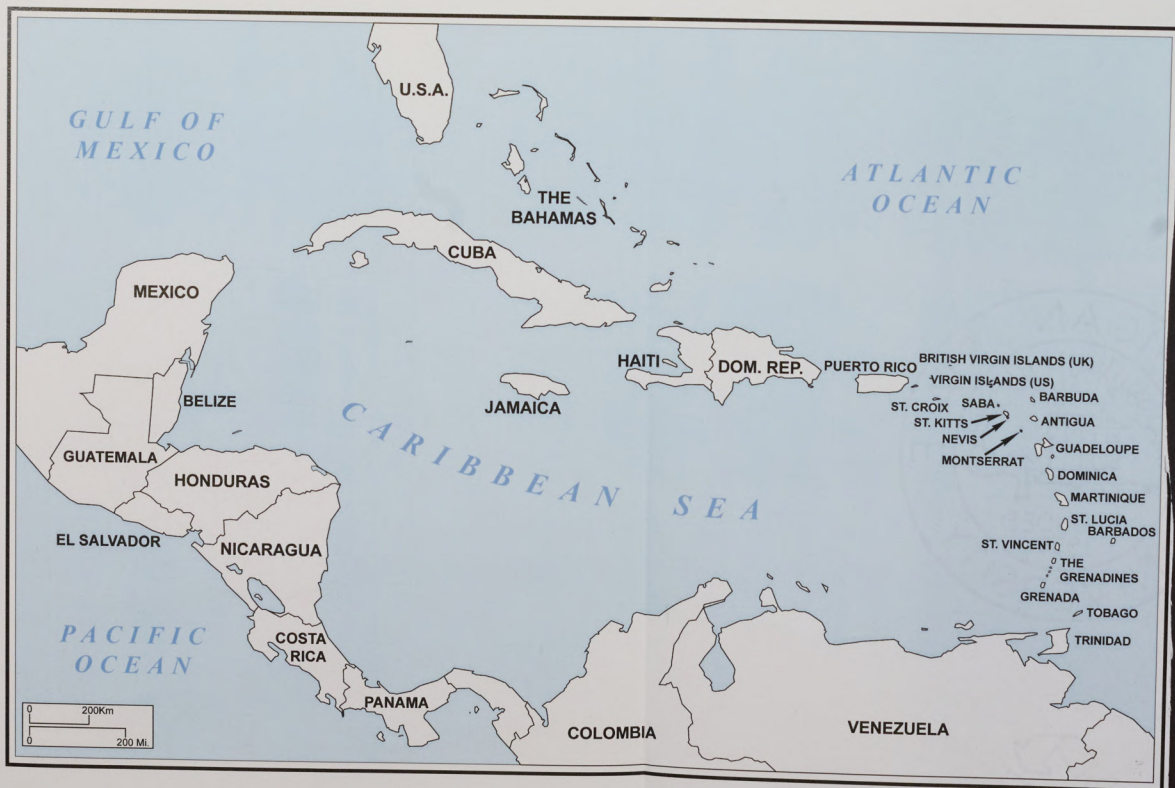 U.S.A.
GULF OF
MEXICO
ATLANTIC
OCEAN
THE
BAHAMAS
CUBA
MEXICO
HAITI
DOM. REP.
PUERTO RICO
BRITISH VIRGIN ISLANDS (UK)
VIRGIN ISLANDS (US)
BELIZE
JAMAICA
ST. CROIX
SABA
BARBUDA
ST. KITTS
ANTIGUA
NEVIS
MONTSERRAT
GUADELOUPE
CARIBBEAN SEA
GUATEMALA
HONDURAS
DOMINICA
MARTINIQUE
EL SALVADOR
NICARAGUA
ST. LUCIA
BARBADOS
ST. VINCENT
THE
GRENADINES
GRENADA
TOBAGO
TRINIDAD
PACIFIC
OCEAN
COSTA
RICA
PANAMA
COLOMBIA
VENEZUELA
0 200Km
0 200 Mi.